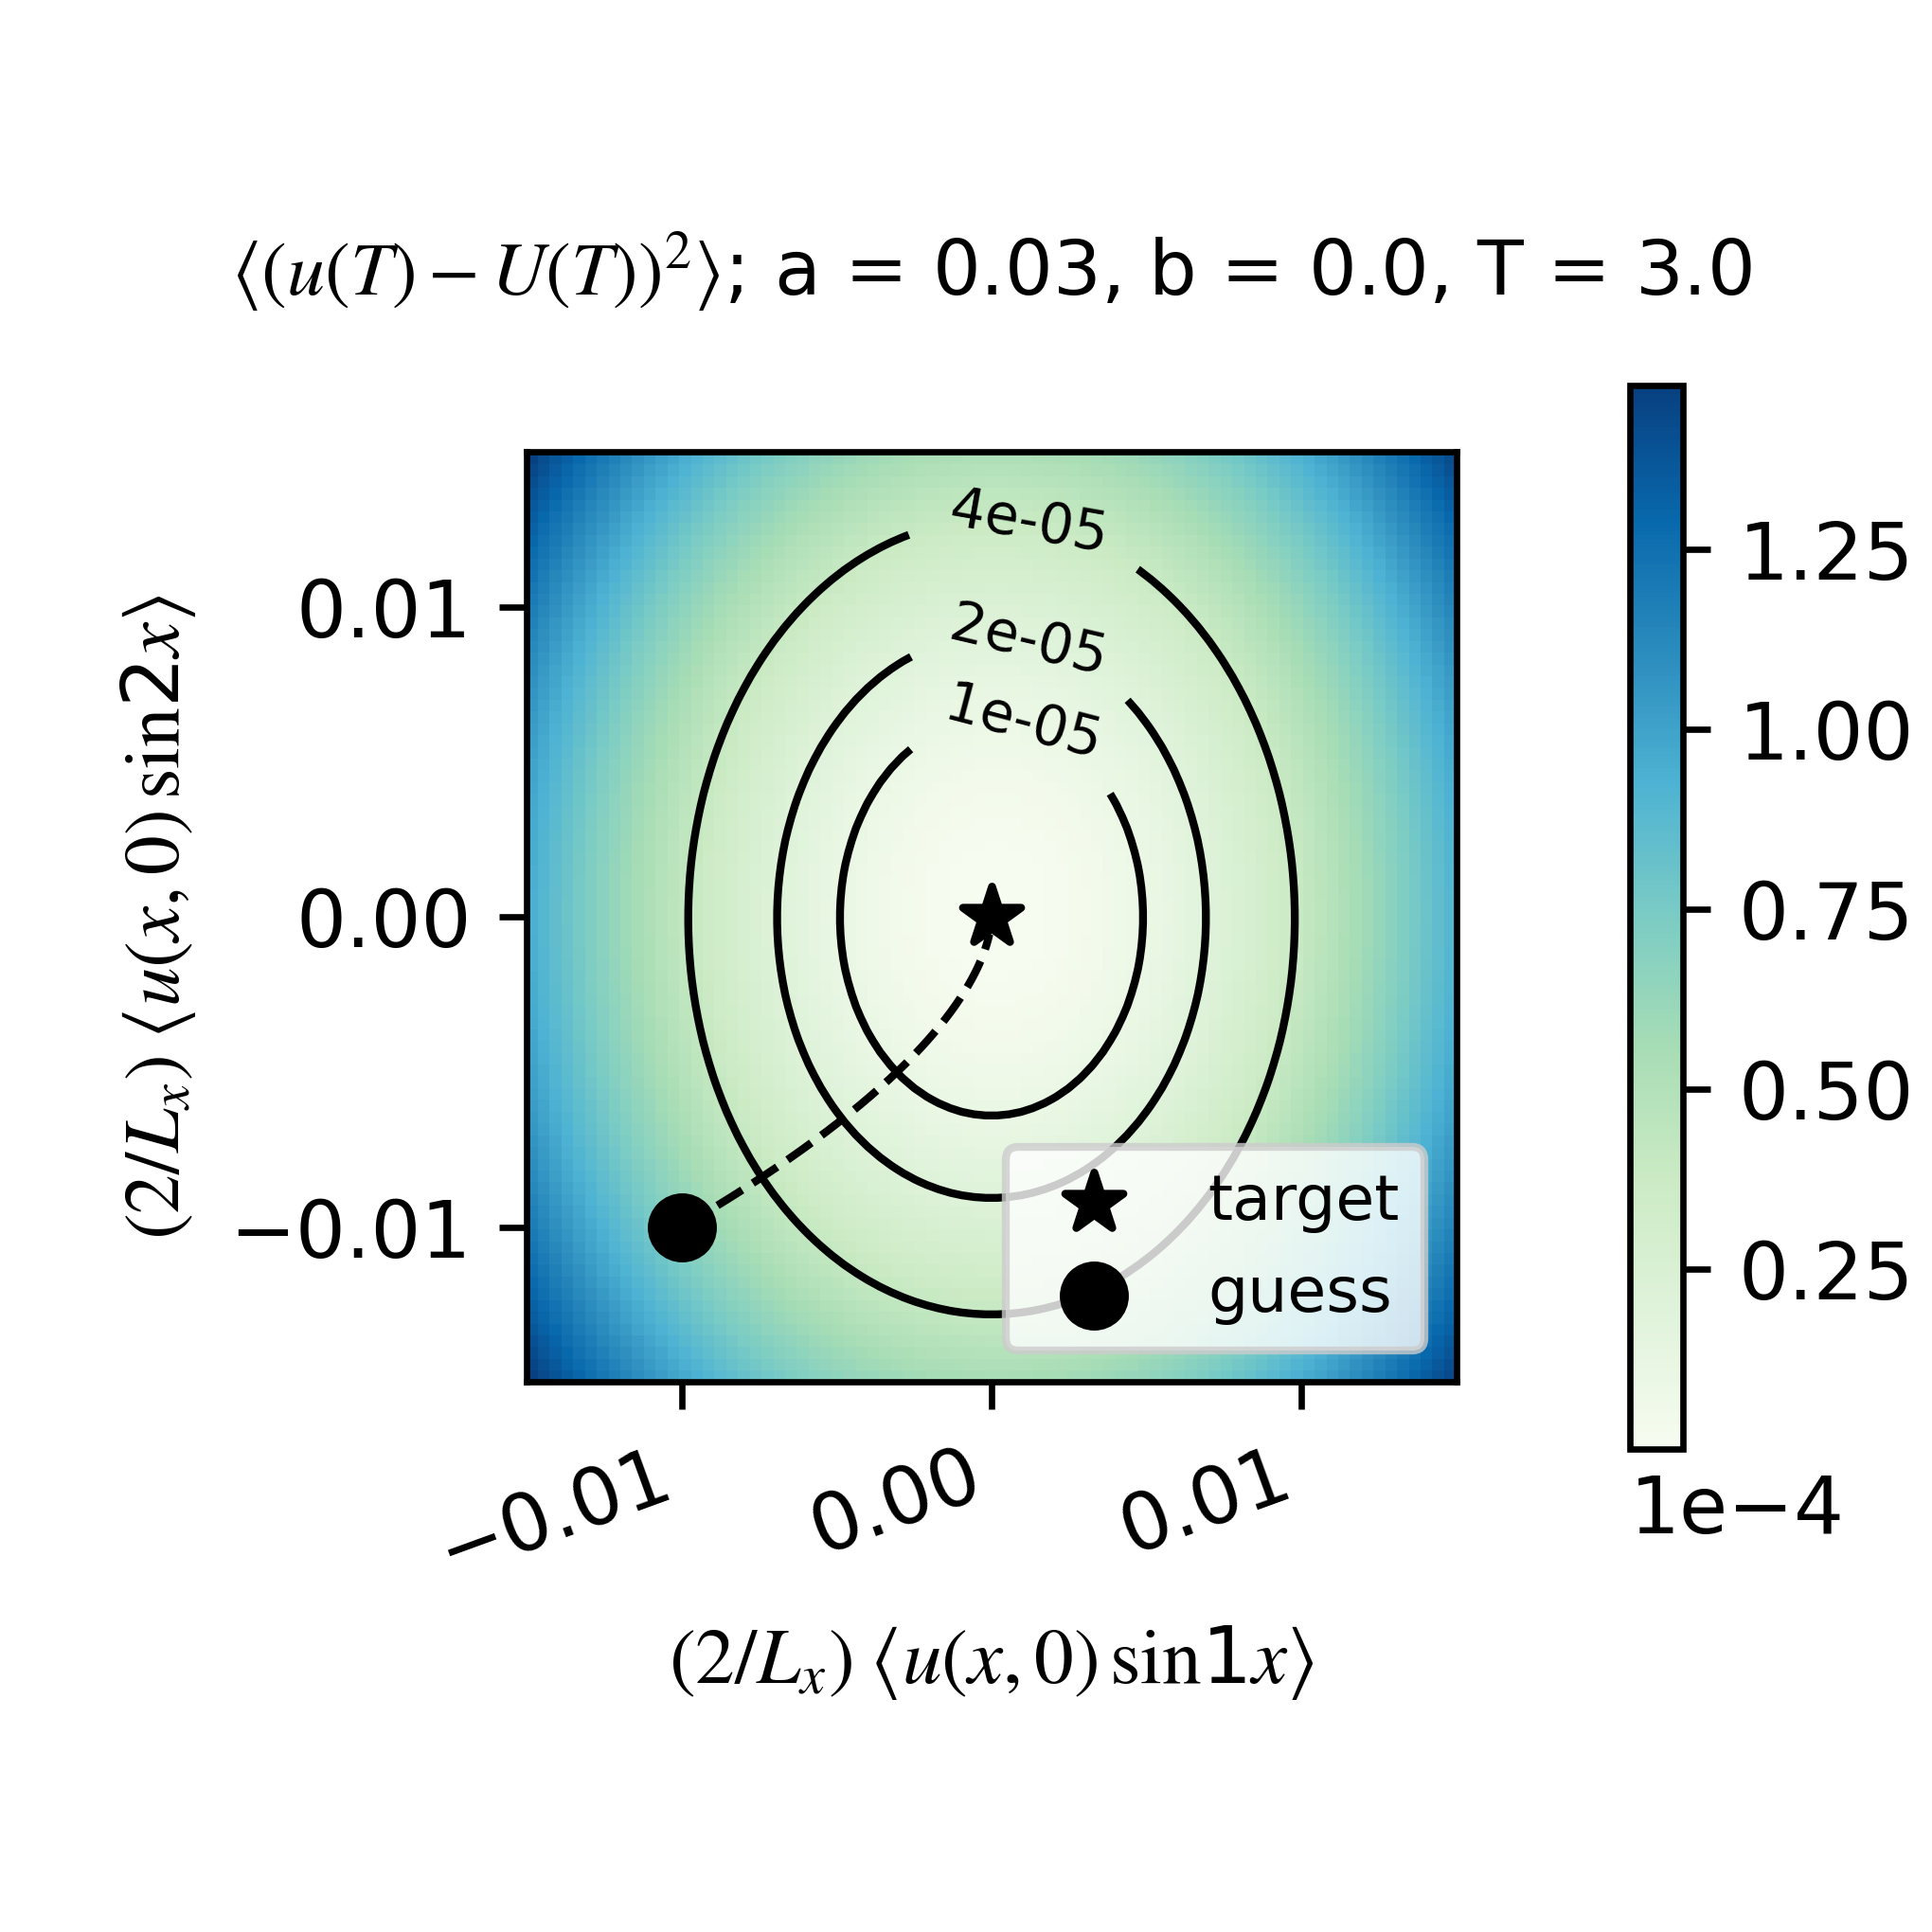 ⟨(u(T) − U(T))²⟩; a = 0.03, b = 0.0, T = 3.0
(2/Lₓ) ⟨u(x, 0) sin2x⟩
0.01
0.00
−0.01
4e-05
2e-05
1e-05
target
guess
−0.01
0.00
0.01
(2/Lₓ) ⟨u(x, 0) sin1x⟩
1.25
1.00
0.75
0.50
0.25
1e−4